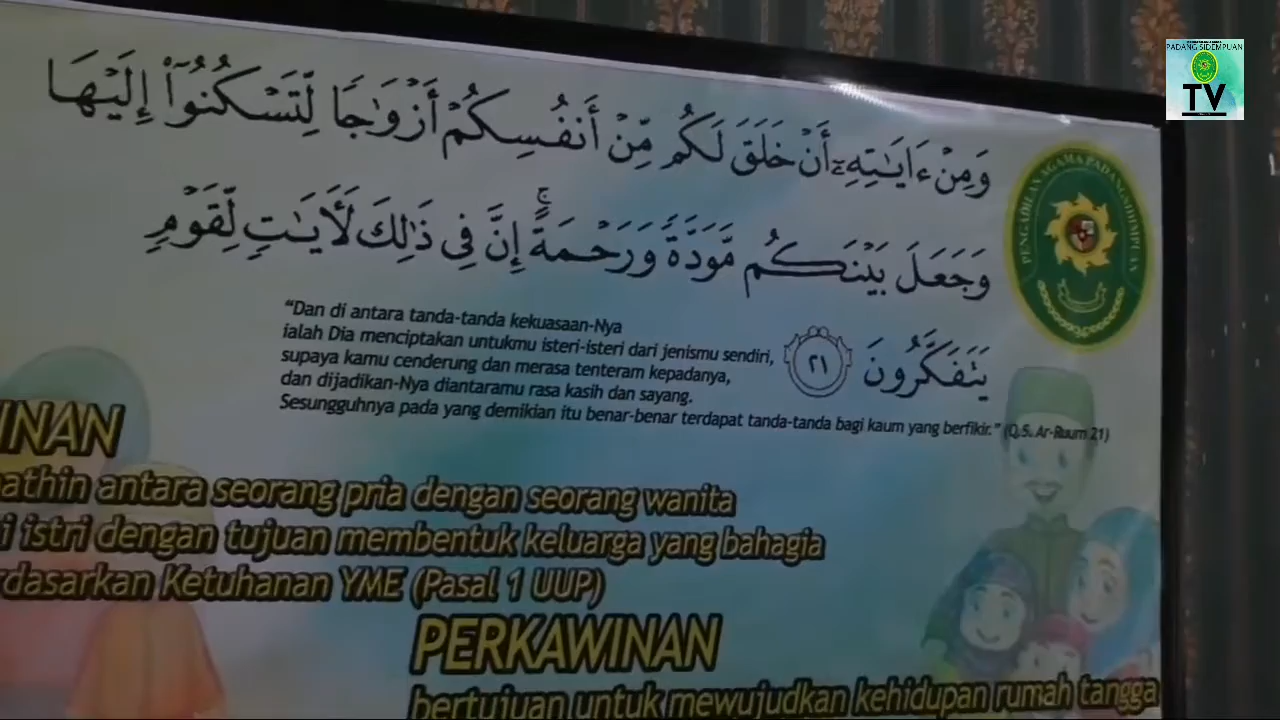 PADANG SIDEMPUAN
TV
وَمِنْ ءَايَٰتِهِۦٓ أَنْ خَلَقَ لَكُم مِّنْ أَنفُسِكُمْ أَزْوَٰجًا لِّتَسْكُنُوٓا۟ إِلَيْهَا
وَجَعَلَ بَيْنَكُم مَّوَدَّةً وَرَحْمَةً ۚ إِنَّ فِى ذَٰلِكَ لَـَٔايَٰتٍ لِّقَوْمٍ
يَتَفَكَّرُونَ ٢١
PENGADILAN AGAMA PADANGSIDIMPUAN
“Dan di antara tanda-tanda kekuasaan-Nya
ialah Dia menciptakan untukmu isteri-isteri dari jenismu sendiri,
supaya kamu cenderung dan merasa tenteram kepadanya,
dan dijadikan-Nya diantaramu rasa kasih dan sayang.
Sesungguhnya pada yang demikian itu benar-benar terdapat tanda-tanda bagi kaum yang berfikir.” (Q.S. Ar-Ruum 21)
INAN
athin antara seorang pria dengan seorang wanita
i istri dengan tujuan membentuk keluarga yang bahagia
rdasarkan Ketuhanan YME (Pasal 1 UUP)
PERKAWINAN
bertujuan untuk mewujudkan kehidupan rumah tangga